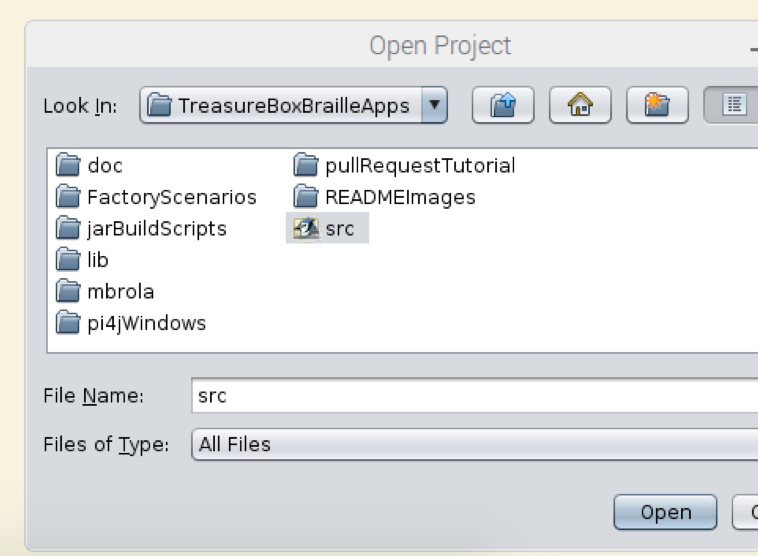 Open Project
Look In: TreasureBoxBrailleApps
doc
FactoryScenarios
jarBuildScripts
lib
mbrola
pi4jWindows
pullRequestTutorial
READMEImages
src
File Name: src
Files of Type: All Files
Open